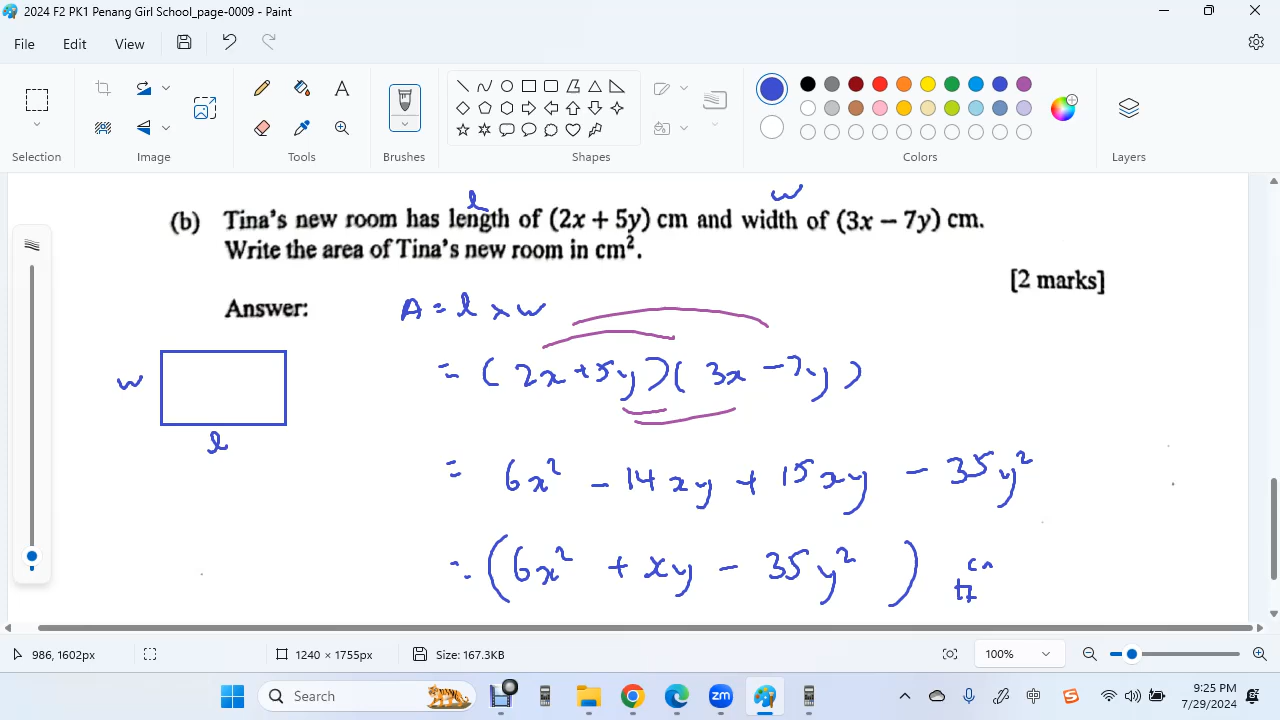 2024 F2 PK1 Penang Girl School_page-0009 - Paint
File Edit View
Selection Image Tools Brushes Shapes Colors Layers
l w
(b) Tina's new room has length of (2x + 5y) cm and width of (3x − 7y) cm.
Write the area of Tina's new room in cm².
[2 marks]
Answer: A = l × w
= (2x + 5y)(3x − 7y)
w
l
= 6x² − 14xy + 15xy − 35y²
= (6x² + xy − 35y²)
986, 1602px 1240 × 1755px Size: 167.3KB 100%
Search
zm
中
S
9:25 PM
7/29/2024